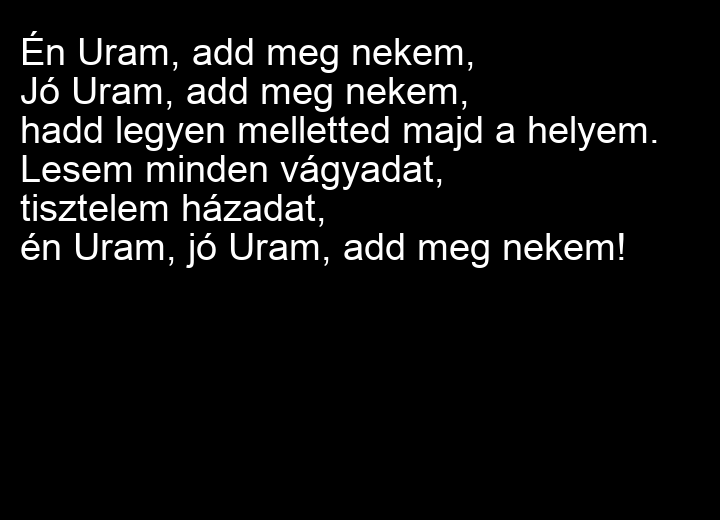 Én Uram, add meg nekem,
Jó Uram, add meg nekem,
hadd legyen melletted majd a helyem.
Lesem minden vágyadat,
tisztelem házadat,
én Uram, jó Uram, add meg nekem!